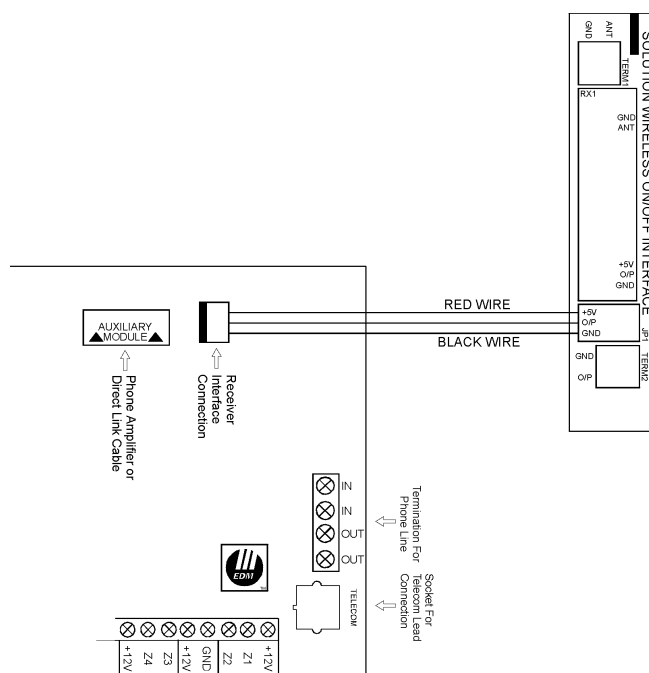 GND
ANT
TERM1
SOLUTION WIRELESS ON/OFF INTERFACE
RX1
GND
ANT
+5V
O/P
GND
RED WIRE
BLACK WIRE
+5V
O/P
GND
JP1
GND
O/P
TERM2
AUXILIARY
MODULE
Phone Amplifier or
Direct Link Cable
Receiver
Interface
Connection
IN
IN
OUT
OUT
Termination For
Phone Line
EDM
TELECOM
Socket For
Telecom Lead
Connection
+12V
Z4
Z3
+12V
GND
Z2
Z1
+12V